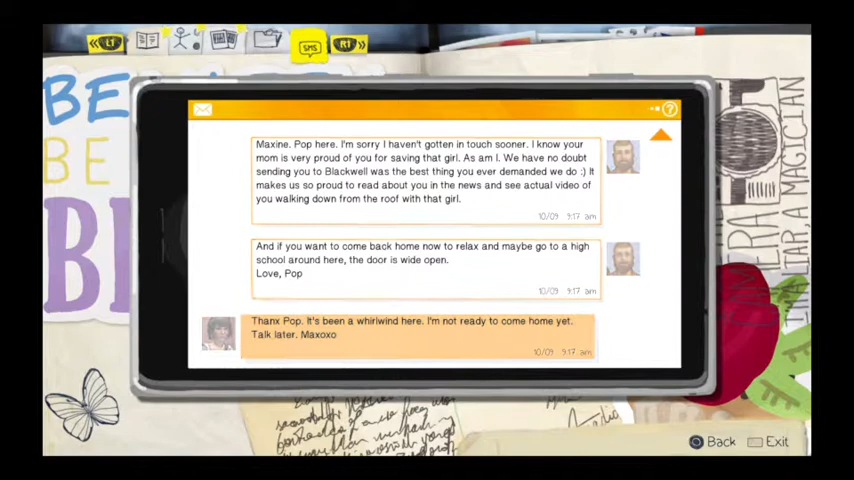 L1
SMS
R1
BE
BE
Maxine. Pop here. I'm sorry I haven't gotten in touch sooner. I know your
mom is very proud of you for saving that girl. As am I. We have no doubt
sending you to Blackwell was the best thing you ever demanded we do :) It
makes us so proud to read about you in the news and see actual video of
you walking down from the roof with that girl.
10/09 9:17 am
And if you want to come back home now to relax and maybe go to a high
school around here, the door is wide open.
Love, Pop
10/09 9:17 am
Thanx Pop. It's been a whirlwind here. I'm not ready to come home yet.
Talk later. Maxoxo
10/09 9:17 am
I'M A LIAR, A MAGICIAN
Back
Exit